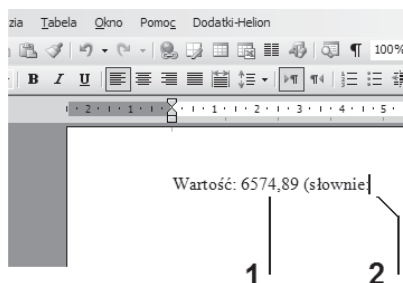 zia Tabela Okno Pomoc Dodatki-Helion
¶ 100%
B I U ¶ ¶
2 1 1 2 3 4 5
Wartość: 6574,89 (słownie:
1 2